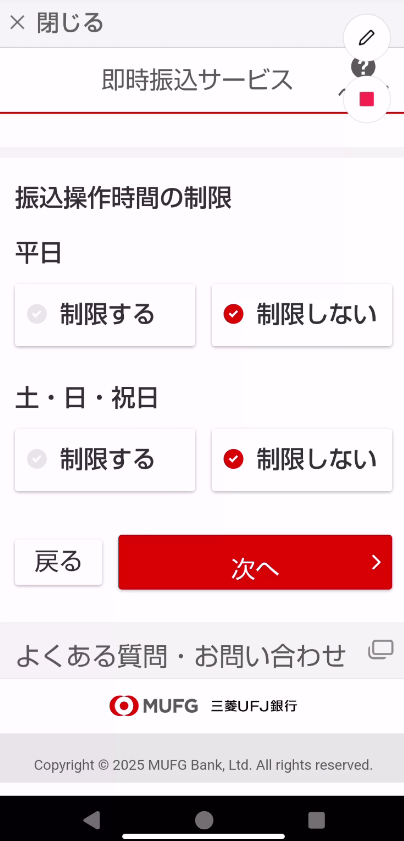 閉じる
即時振込サービス
振込操作時間の制限
平日
制限する
制限しない
土・日・祝日
制限する
制限しない
戻る
次へ
よくある質問・お問い合わせ
MUFG 三菱UFJ銀行
Copyright © 2025 MUFG Bank, Ltd. All rights reserved.